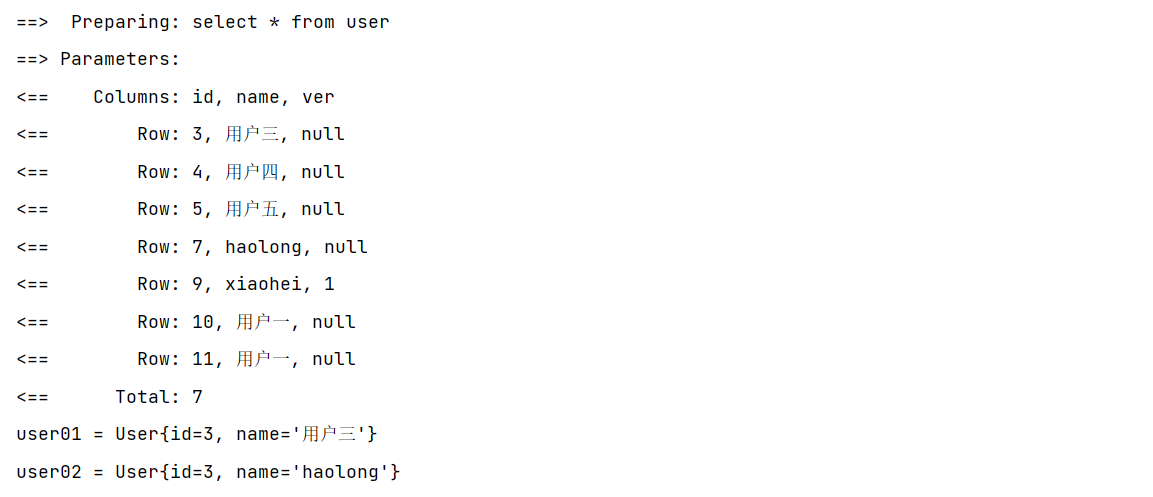 ==>  Preparing: select * from user
==> Parameters:
<==    Columns: id, name, ver
<==        Row: 3, 用户三, null
<==        Row: 4, 用户四, null
<==        Row: 5, 用户五, null
<==        Row: 7, haolong, null
<==        Row: 9, xiaohei, 1
<==        Row: 10, 用户一, null
<==        Row: 11, 用户一, null
<==      Total: 7
user01 = User{id=3, name='用户三'}
user02 = User{id=3, name='haolong'}